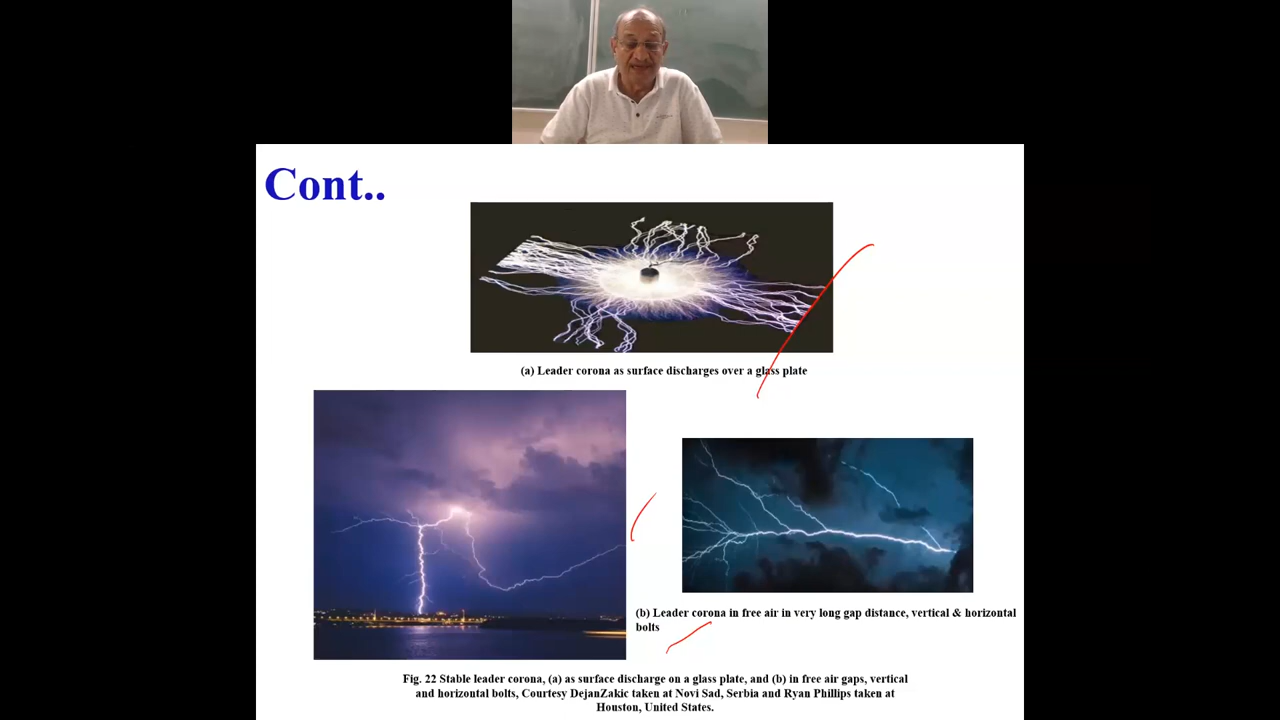 Cont..
(a) Leader corona as surface discharges over a glass plate
(b) Leader corona in free air in very long gap distance, vertical & horizontal
bolts
Fig. 22 Stable leader corona, (a) as surface discharge on a glass plate, and (b) in free air gaps, vertical
and horizontal bolts, Courtesy DejanZakic taken at Novi Sad, Serbia and Ryan Phillips taken at
Houston, United States.